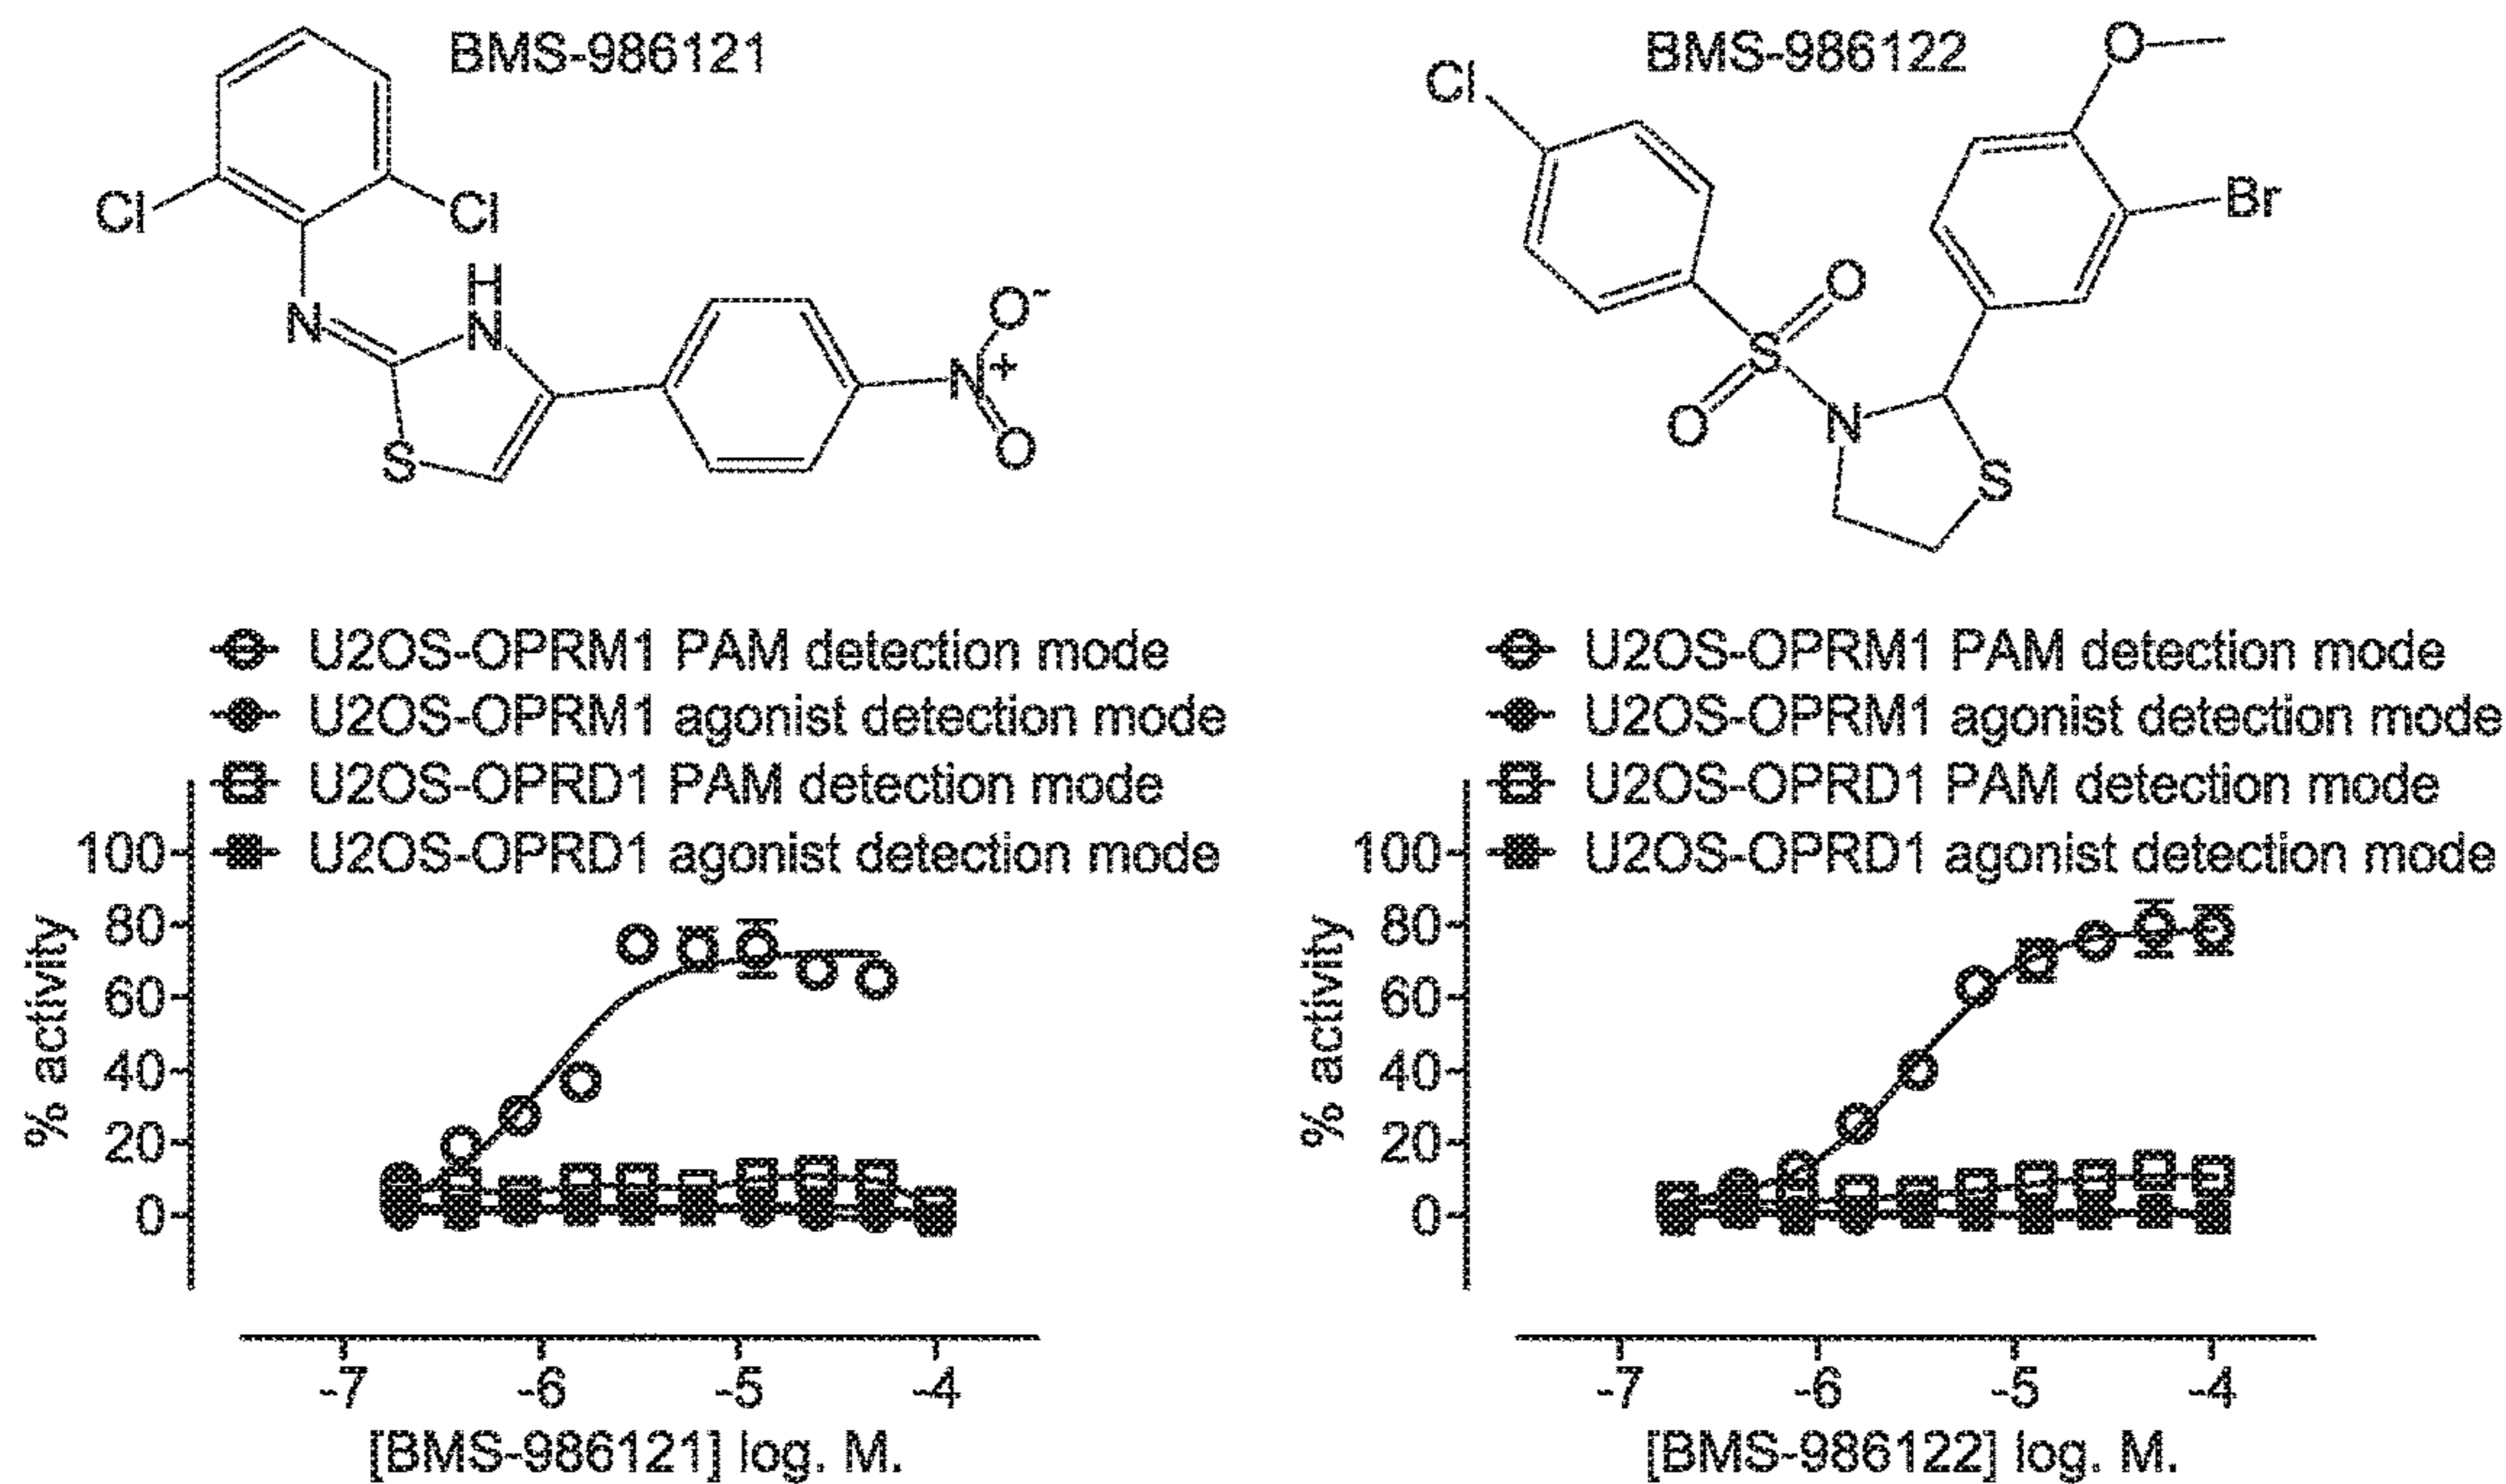 BMS-986121
Cl
Cl
N
H
N
S
N+
O-
O
U2OS-OPRM1 PAM detection mode
U2OS-OPRM1 agonist detection mode
U2OS-OPRD1 PAM detection mode
U2OS-OPRD1 agonist detection mode
% activity
100
80
60
40
20
0
-7 -6 -5 -4
[BMS-986121] log. M.
BMS-986122
Cl
O
Br
O
S
O
N
S
U2OS-OPRM1 PAM detection mode
U2OS-OPRM1 agonist detection mode
U2OS-OPRD1 PAM detection mode
U2OS-OPRD1 agonist detection mode
% activity
100
80
60
40
20
0
-7 -6 -5 -4
[BMS-986122] log. M.